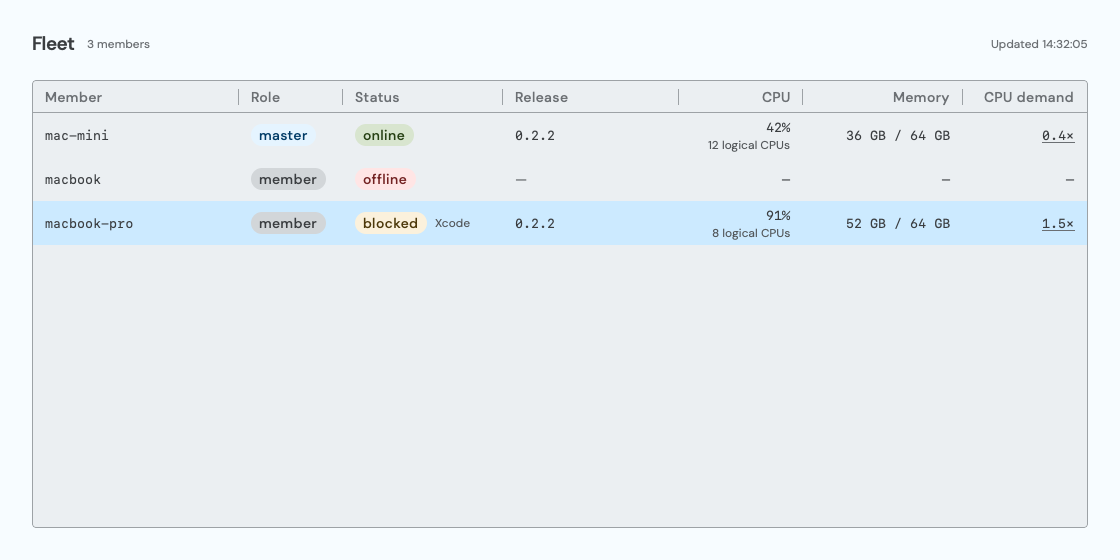 Fleet 3 members Updated 14:32:05
Member Role Status Release CPU Memory CPU demand
mac-mini master online 0.2.2 42% 36 GB / 64 GB 0.4×
12 logical CPUs
macbook member offline — — — —
macbook-pro member blocked Xcode 0.2.2 91% 52 GB / 64 GB 1.5×
8 logical CPUs